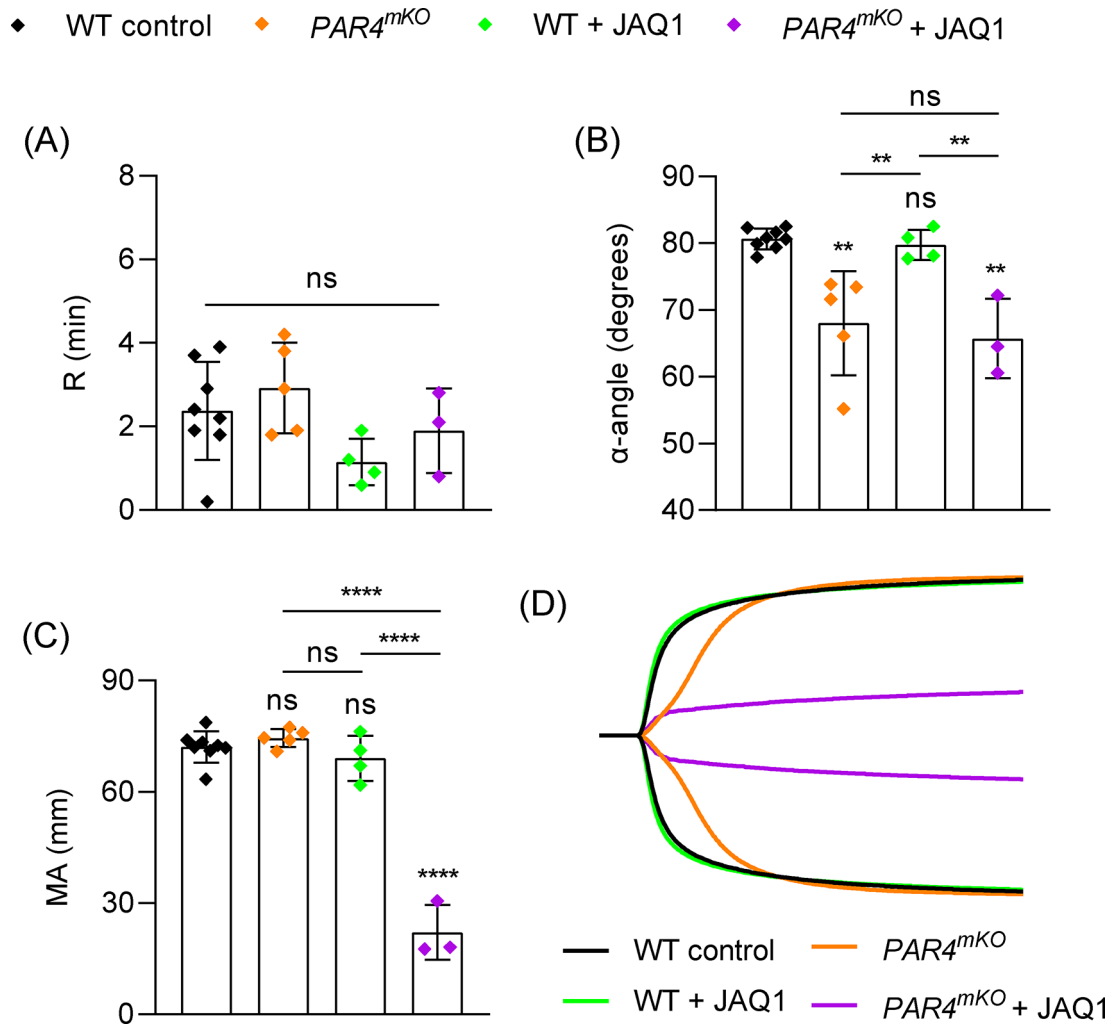 WT control PAR4mKO WT + JAQ1 PAR4mKO + JAQ1
(A)
R (min)
8
6
4
2
0
ns
(B)
α-angle (degrees)
90
80
70
60
50
40
ns
**
**
ns
**
**
(C)
MA (mm)
90
60
30
0
****
****
ns
ns
ns
****
(D)
WT control PAR4mKO
WT + JAQ1 PAR4mKO + JAQ1